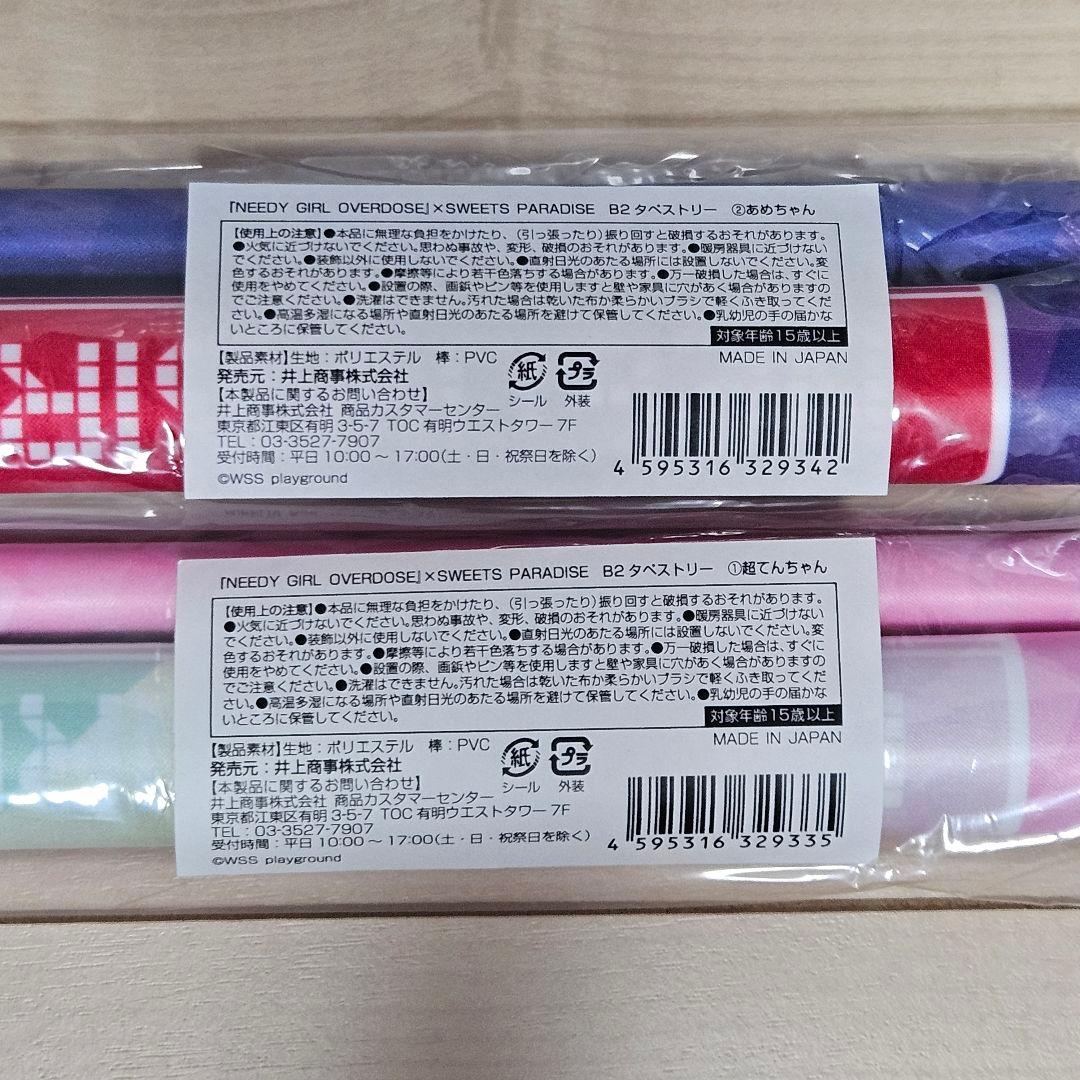 『NEEDY GIRL OVERDOSE』×SWEETS PARADISE B2タペストリー ②あめちゃん
【使用上の注意】●本品に無理な負担をかけたり、（引っ張ったり）振り回すと破損するおそれがあります。
●火気に近づけないでください。思わぬ事故や、変形、破損のおそれがあります。●暖房器具に近づけない
でください。●装飾以外に使用しないでください。●直射日光のあたる場所には設置しないでください。変
色するおそれがあります。●摩擦等により若干色落ちする場合があります。●万一破損した場合は、すぐに
使用をやめてください。●設置の際、画鋲やピン等を使用しますと壁や家具に穴があく場合がありますの
でご注意ください。●洗濯はできません。汚れた場合は乾いた布か柔らかいブラシで軽くふき取ってくだ
さい。●高温多湿になる場所や直射日光のあたる場所を避けて保管してください。●乳幼児の手の届かな
いところに保管してください。
対象年齢15歳以上
【製品素材】生地：ポリエステル 棒：PVC
MADE IN JAPAN
発売元：井上商事株式会社
紙 プラ
シール 外装
【本製品に関するお問い合わせ】
井上商事株式会社 商品カスタマーセンター
東京都江東区有明 3-5-7 TOC 有明ウエストタワー 7F
TEL：03-3527-7907
受付時間：平日 10:00～17:00（土・日・祝祭日を除く）
4 595316 329342
©WSS playground
『NEEDY GIRL OVERDOSE』×SWEETS PARADISE B2タペストリー ①超てんちゃん
【使用上の注意】●本品に無理な負担をかけたり、（引っ張ったり）振り回すと破損するおそれがあります。
●火気に近づけないでください。思わぬ事故や、変形、破損のおそれがあります。●暖房器具に近づけない
でください。●装飾以外に使用しないでください。●直射日光のあたる場所には設置しないでください。変
色するおそれがあります。●摩擦等により若干色落ちする場合があります。●万一破損した場合は、すぐに
使用をやめてください。●設置の際、画鋲やピン等を使用しますと壁や家具に穴があく場合がありますの
でご注意ください。●洗濯はできません。汚れた場合は乾いた布か柔らかいブラシで軽くふき取ってくだ
さい。●高温多湿になる場所や直射日光のあたる場所を避けて保管してください。●乳幼児の手の届かな
いところに保管してください。
対象年齢15歳以上
【製品素材】生地：ポリエステル 棒：PVC
MADE IN JAPAN
発売元：井上商事株式会社
紙 プラ
シール 外装
【本製品に関するお問い合わせ】
井上商事株式会社 商品カスタマーセンター
東京都江東区有明 3-5-7 TOC 有明ウエストタワー 7F
TEL：03-3527-7907
受付時間：平日 10:00～17:00（土・日・祝祭日を除く）
4 595316 329335
©WSS playground